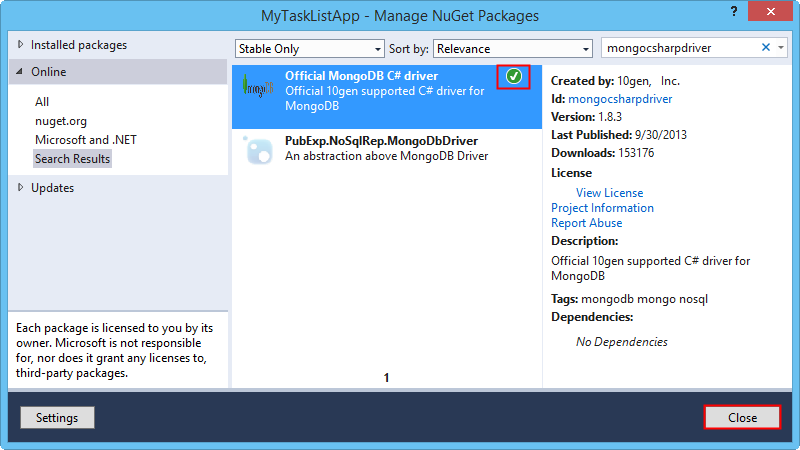 MyTaskListApp - Manage NuGet Packages
?
Installed packages
Online
All
nuget.org
Microsoft and .NET
Search Results
Updates
Each package is licensed to you by its
owner. Microsoft is not responsible
for, nor does it grant any licenses to,
third-party packages.
Stable Only
Sort by: Relevance
mongocsharpdriver
mongoDB
Official MongoDB C# driver
Official 10gen supported C# driver for
MongoDB
PubExp.NoSqlRep.MongoDbDriver
An abstraction above MongoDB Driver
1
Created by: 10gen, Inc.
Id: mongocsharpdriver
Version: 1.8.3
Last Published: 9/30/2013
Downloads: 153176
License
View License
Project Information
Report Abuse
Description:
Official 10gen supported C# driver for
MongoDB
Tags: mongodb mongo nosql
Dependencies:
No Dependencies
Settings
Close